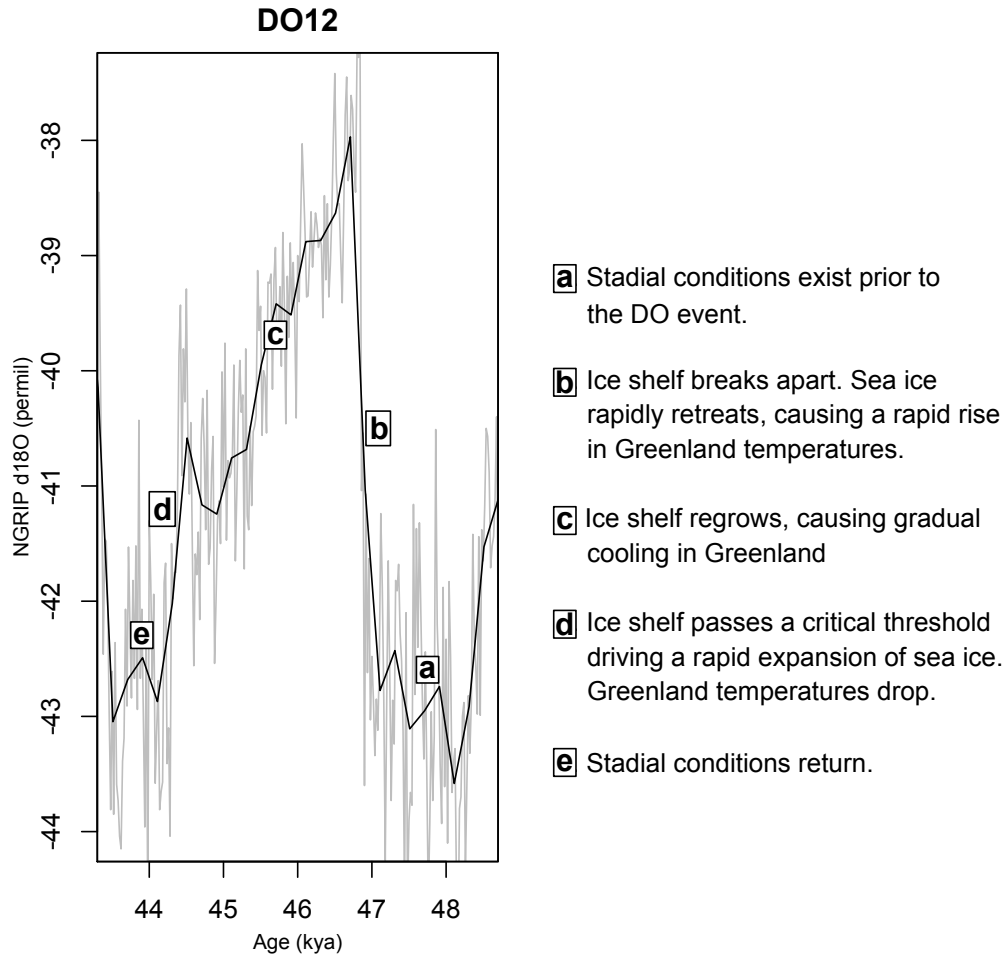 DO12
NGRIP d18O (permil)
-38
-39
-40
-41
-42
-43
-44
44
45
46
47
48
Age (kya)
a
b
c
d
e
a Stadial conditions exist prior to
the DO event.
b Ice shelf breaks apart. Sea ice
rapidly retreats, causing a rapid rise
in Greenland temperatures.
c Ice shelf regrows, causing gradual
cooling in Greenland
d Ice shelf passes a critical threshold
driving a rapid expansion of sea ice.
Greenland temperatures drop.
e Stadial conditions return.